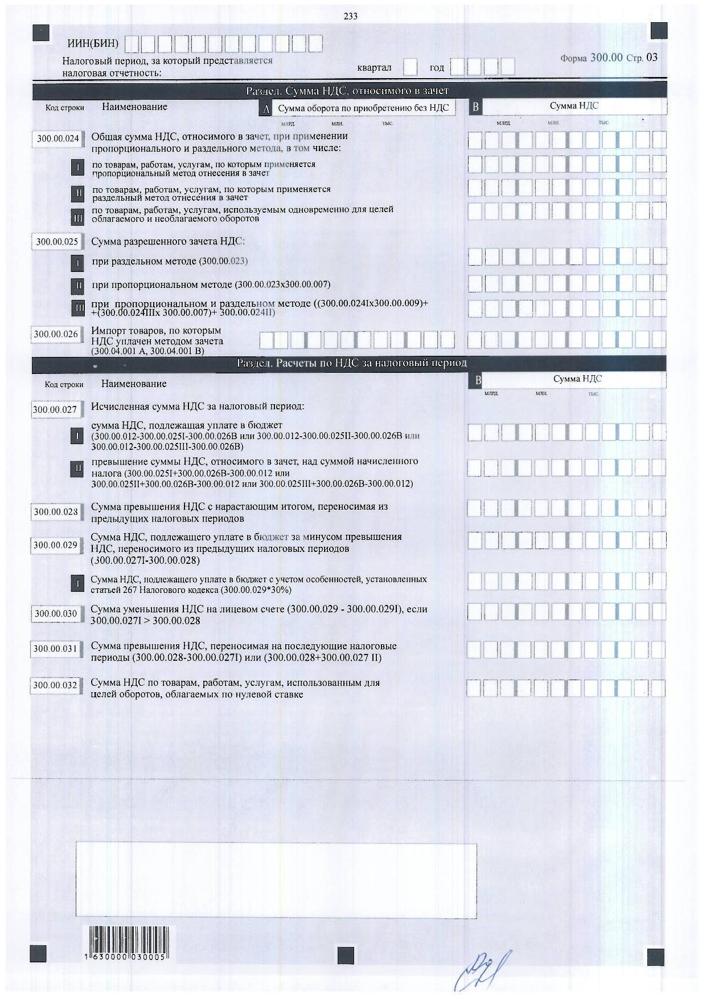 233
ИИН(БИН)
Налоговый период, за который представляется
налоговая отчетность:
квартал
год
Форма 300.00 Стр. 03
Раздел. Сумма НДС, относимого в зачет
Код строки Наименование А Сумма оборота по приобретению без НДС В Сумма НДС
млрд. млн. тыс. млрд. млн. тыс.
300.00.024 Общая сумма НДС, относимого в зачет, при применении
пропорционального и раздельного метода, в том числе:
I по товарам, работам, услугам, по которым применяется
пропорциональный метод отнесения в зачет
II по товарам, работам, услугам, по которым применяется
раздельный метод отнесения в зачет
III по товарам, работам, услугам, используемым одновременно для целей
облагаемого и необлагаемого оборотов
300.00.025 Сумма разрешенного зачета НДС:
I при раздельном методе (300.00.023)
II при пропорциональном методе (300.00.023х300.00.007)
III при пропорциональном и раздельном методе ((300.00.024Iх300.00.009)+
+(300.00.024IIIх 300.00.007)+ 300.00.024II)
300.00.026 Импорт товаров, по которым
НДС уплачен методом зачета
(300.04.001 А, 300.04.001 В)
Раздел. Расчеты по НДС за налоговый период
Код строки Наименование В Сумма НДС
млрд. млн. тыс.
300.00.027 Исчисленная сумма НДС за налоговый период:
I сумма НДС, подлежащая уплате в бюджет
(300.00.012-300.00.025I-300.00.026В или 300.00.012-300.00.025II-300.00.026В или
300.00.012-300.00.025III-300.00.026В)
II превышение суммы НДС, относимого в зачет, над суммой начисленного
налога (300.00.025I+300.00.026В-300.00.012 или
300.00.025II+300.00.026В-300.00.012 или 300.00.025III+300.00.026В-300.00.012)
300.00.028 Сумма превышения НДС с нарастающим итогом, переносимая из
предыдущих налоговых периодов
300.00.029 Сумма НДС, подлежащего уплате в бюджет за минусом превышения
НДС, переносимого из предыдущих налоговых периодов
(300.00.027I-300.00.028)
I Сумма НДС, подлежащего уплате в бюджет с учетом особенностей, установленных
статьей 267 Налогового кодекса (300.00.029*30%)
300.00.030 Сумма уменьшения НДС на лицевом счете (300.00.029 - 300.00.029I), если
300.00.027I > 300.00.028
300.00.031 Сумма превышения НДС, переносимая на последующие налоговые
периоды (300.00.028-300.00.027I) или (300.00.028+300.00.027 II)
300.00.032 Сумма НДС по товарам, работам, услугам, использованным для
целей оборотов, облагаемых по нулевой ставке
1 630000 030005